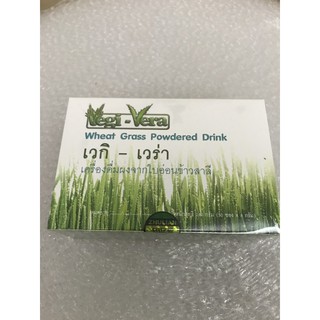 Vegi-Vera
Wheat Grass Powdered Drink
เวกิ - เวร่า
เครื่องดื่มผงจากใบอ่อนข้าวสาลี